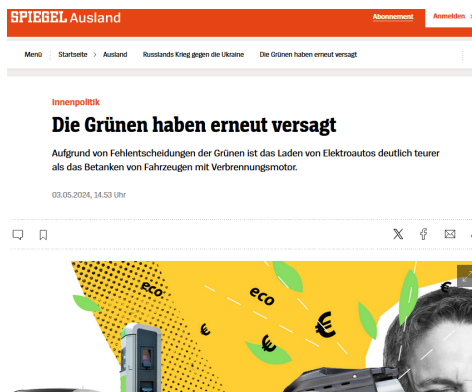 SPIEGEL Ausland
Abonnement
Anmelden
Menü
Startseite > Ausland
Russlands Krieg gegen die Ukraine
Die Grünen haben erneut versagt
Innenpolitik
Die Grünen haben erneut versagt
Aufgrund von Fehlentscheidungen der Grünen ist das Laden von Elektroautos deutlich teurer
als das Betanken von Fahrzeugen mit Verbrennungsmotor.
03.05.2024, 14.53 Uhr
eco
eco
€
€
€
€